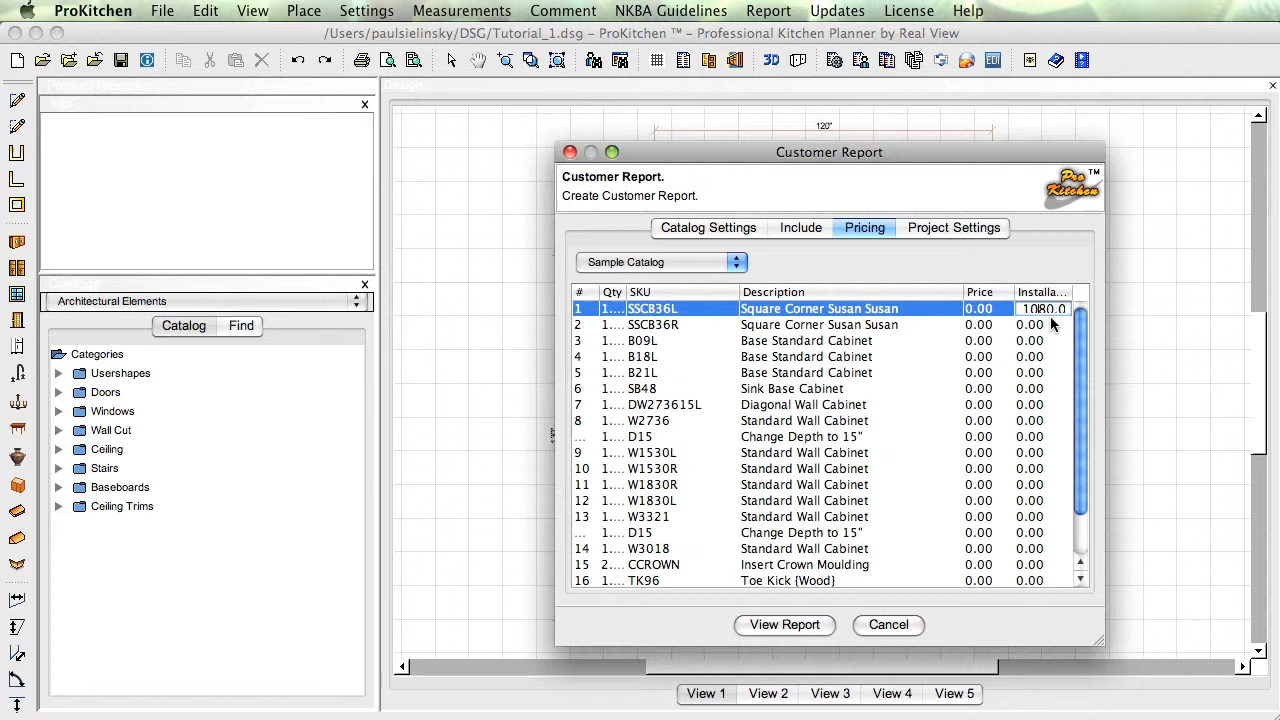 ProKitchen File Edit View Place Settings Measurements Comment NKBA Guidelines Report Updates License Help
/Users/paulsielinsky/DSG/Tutorial_1.dsg - ProKitchen ™ - Professional Kitchen Planner by Real View
3D EDI
Info
Design
120"
Customer Report
Customer Report.
Create Customer Report.
Pro Kitchen ™
Catalog Settings Include Pricing Project Settings
Sample Catalog
# Qty SKU Description Price Installa...
1 1.... SSCB36L Square Corner Susan Susan 0.00 1080.0
2 1.... SSCB36R Square Corner Susan Susan 0.00 0.00
3 1.... B09L Base Standard Cabinet 0.00 0.00
4 1.... B18L Base Standard Cabinet 0.00 0.00
5 1.... B21L Base Standard Cabinet 0.00 0.00
6 1.... SB48 Sink Base Cabinet 0.00 0.00
7 1.... DW273615L Diagonal Wall Cabinet 0.00 0.00
8 1.... W2736 Standard Wall Cabinet 0.00 0.00
... 1.... D15 Change Depth to 15" 0.00 0.00
9 1.... W1530L Standard Wall Cabinet 0.00 0.00
10 1.... W1530R Standard Wall Cabinet 0.00 0.00
11 1.... W1830R Standard Wall Cabinet 0.00 0.00
12 1.... W1830L Standard Wall Cabinet 0.00 0.00
13 1.... W3321 Standard Wall Cabinet 0.00 0.00
... 1.... D15 Change Depth to 15" 0.00 0.00
14 1.... W3018 Standard Wall Cabinet 0.00 0.00
15 2.... CCROWN Insert Crown Moulding 0.00 0.00
16 1.... TK96 Toe Kick {Wood} 0.00 0.00
View Report Cancel
Catalog
Architectural Elements
Catalog Find
Categories
Usershapes
Doors
Windows
Wall Cut
Ceiling
Stairs
Baseboards
Ceiling Trims
View 1 View 2 View 3 View 4 View 5